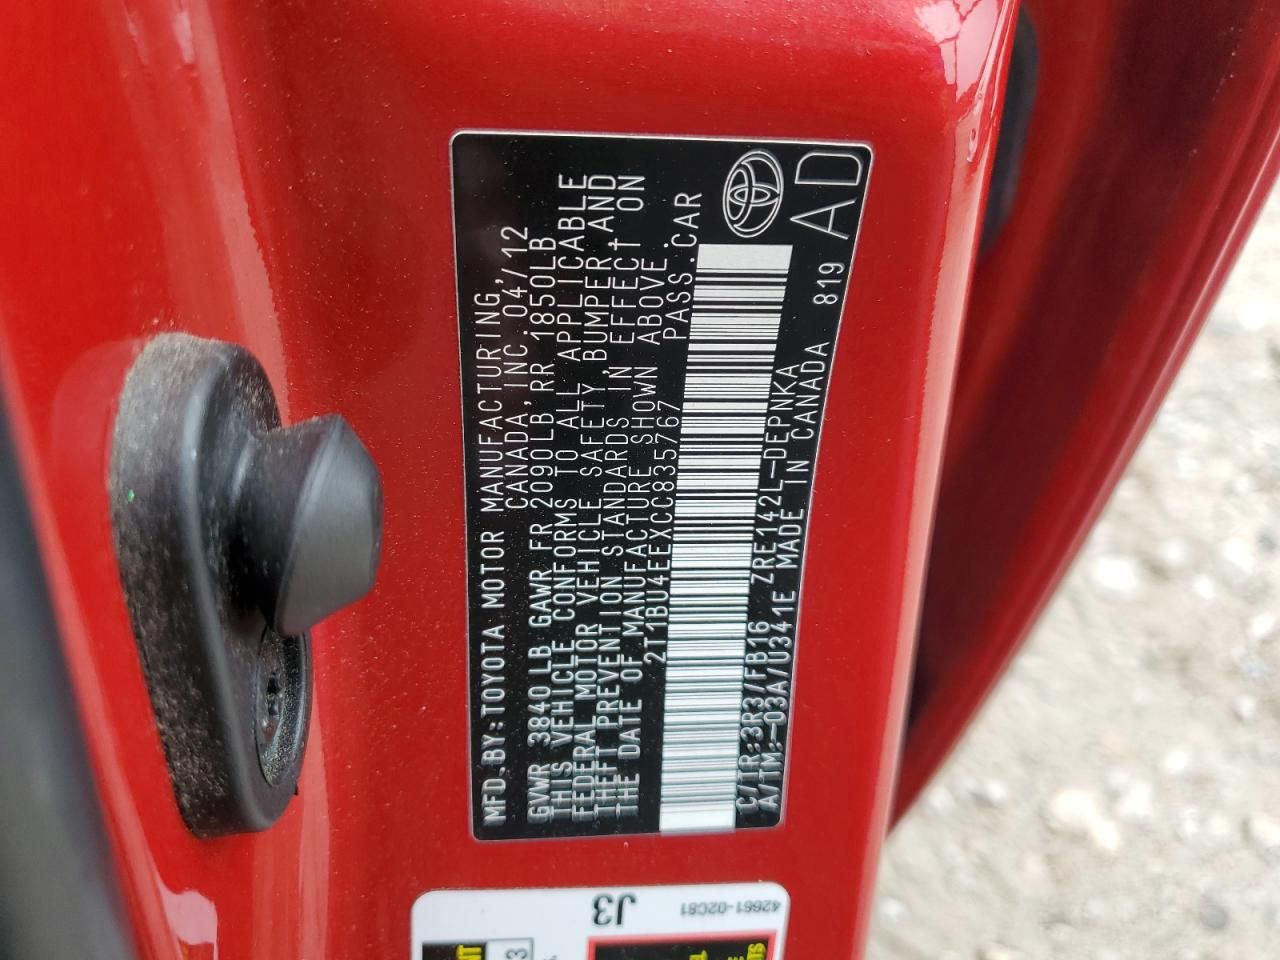 MFD.BY:TOYOTA MOTOR MANUFACTURING,
CANADA,INC.04/12
GVWR 3840LB GAWR FR 2090LB,RR 1850LB
THIS VEHICLE CONFORMS TO ALL APPLICABLE
FEDERAL MOTOR VEHICLE SAFETY,BUMPER,AND
THEFT PREVENTION STANDARDS IN EFFECT ON
THE DATE OF MANUFACTURE SHOWN ABOVE.
2T1BU4EXCC835767 PASS.CAR
C/TR:3R3/FB16 ZRE142L-DEPNKA 819
A/TM:-03A/U341E MADE IN CANADA
AD
J3
42661-02C81
3